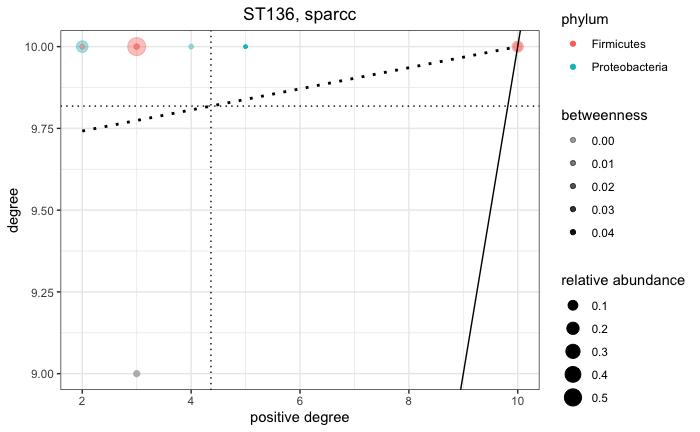 ST136, sparcc
degree
10.00
9.75
9.50
9.25
9.00
2
4
6
8
10
positive degree
phylum
Firmicutes
Proteobacteria
betweenness
0.00
0.01
0.02
0.03
0.04
relative abundance
0.1
0.2
0.3
0.4
0.5